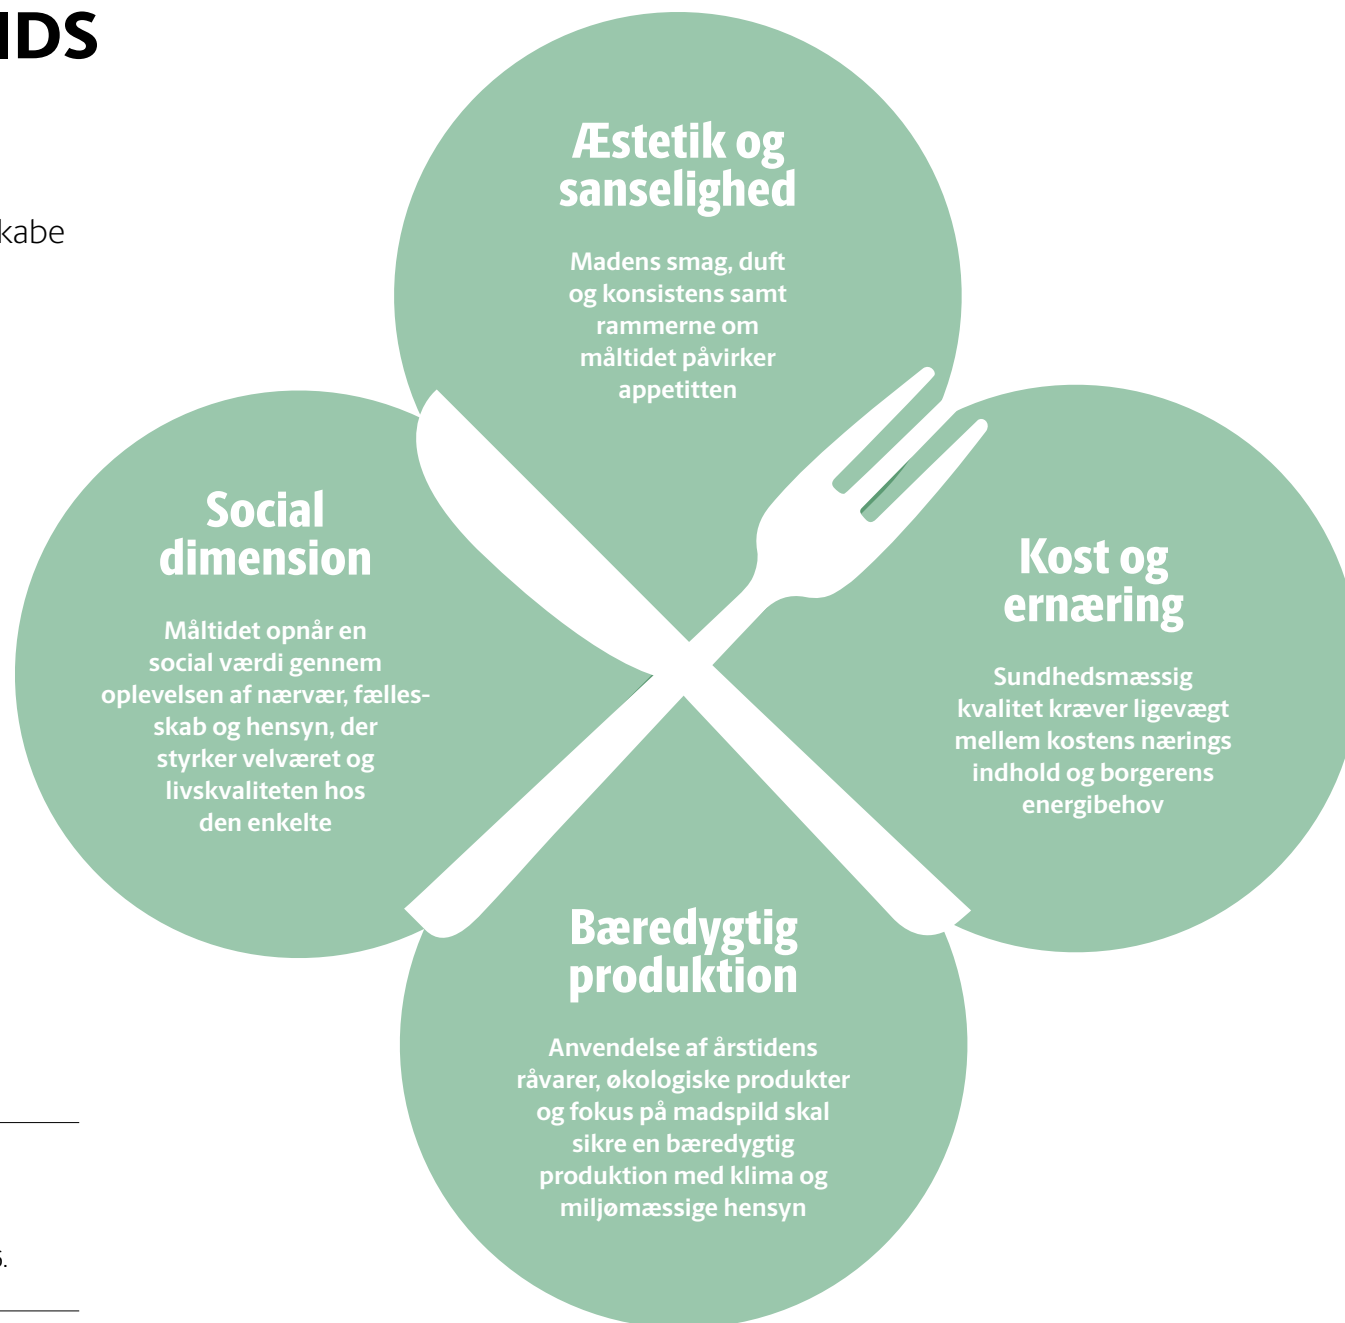 Æstetik og
sanselighed
Madens smag, duft
og konsistens samt
rammerne om
måltidet påvirker
appetitten
Social
dimension
Måltidet opnår en
social værdi gennem
oplevelsen af nærvær, fælles-
skab og hensyn, der
styrker velværet og
livskvaliteten hos
den enkelte
Kost og
ernæring
Sundhedsmæssig
kvalitet kræver ligevægt
mellem kostens nærings
indhold og borgerens
energibehov
Bæredygtig
produktion
Anvendelse af årstidens
råvarer, økologiske produkter
og fokus på madspild skal
sikre en bæredygtig
produktion med klima og
miljømæssige hensyn